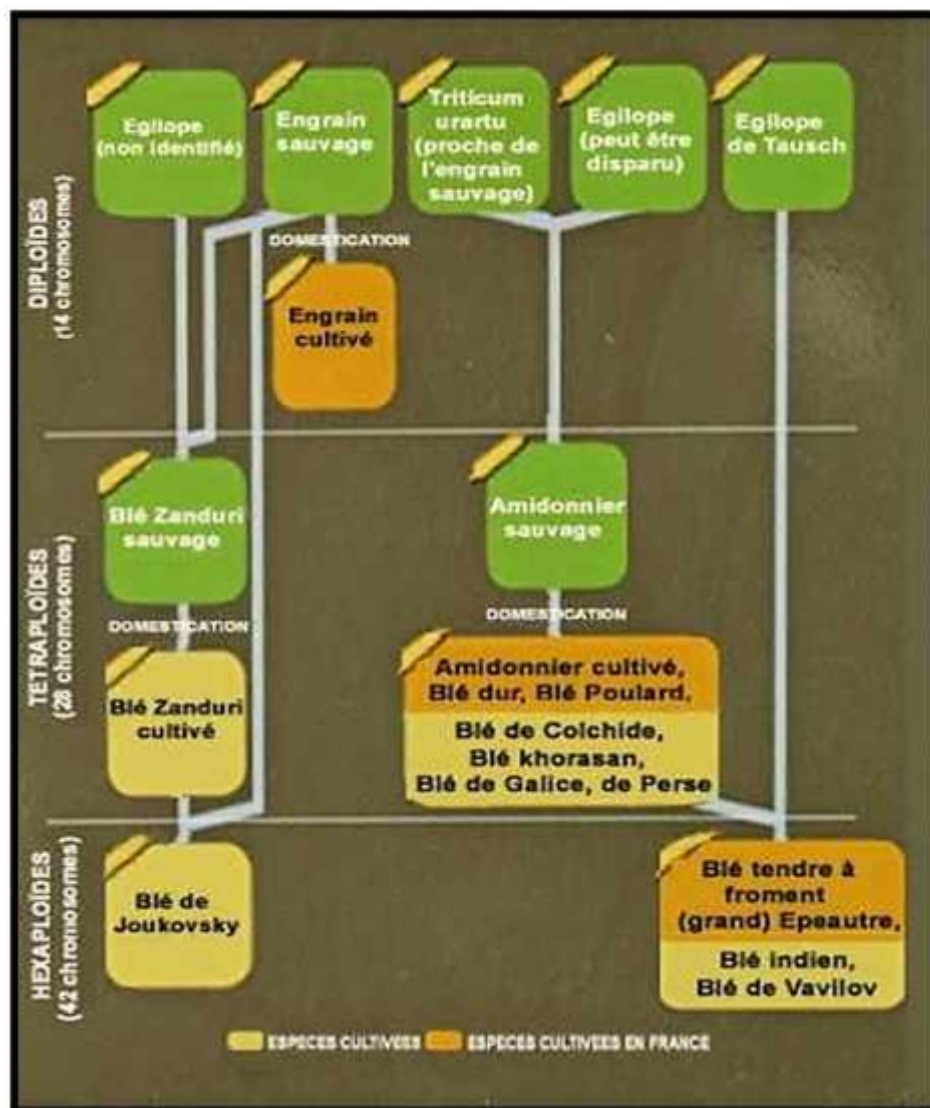 Egilope
(non identifié)
Engrain
sauvage
Triticum
urartu
(proche de
l'engrain
sauvage)
Egilope
(peut être
disparu)
Egilope
de Tausch
DIPLOÏDES
(14 chromosomes)
DOMESTICATION
Engrain
cultivé
TETRAPLOÏDES
(28 chromosomes)
Blé Zanduri
sauvage
Amidonnier
sauvage
DOMESTICATION
DOMESTICATION
Blé Zanduri
cultivé
Amidonnier cultivé,
Blé dur, Blé Poulard,
Blé de Colchide,
Blé khorasan,
Blé de Galice, de Perse
HEXAPLOÏDES
(42 chromosomes)
Blé de
Joukovsky
Blé tendre à
froment
(grand) Epeautre,
Blé indien,
Blé de Vavilov
ESPECES CULTIVEES
ESPECES CULTIVEES EN FRANCE